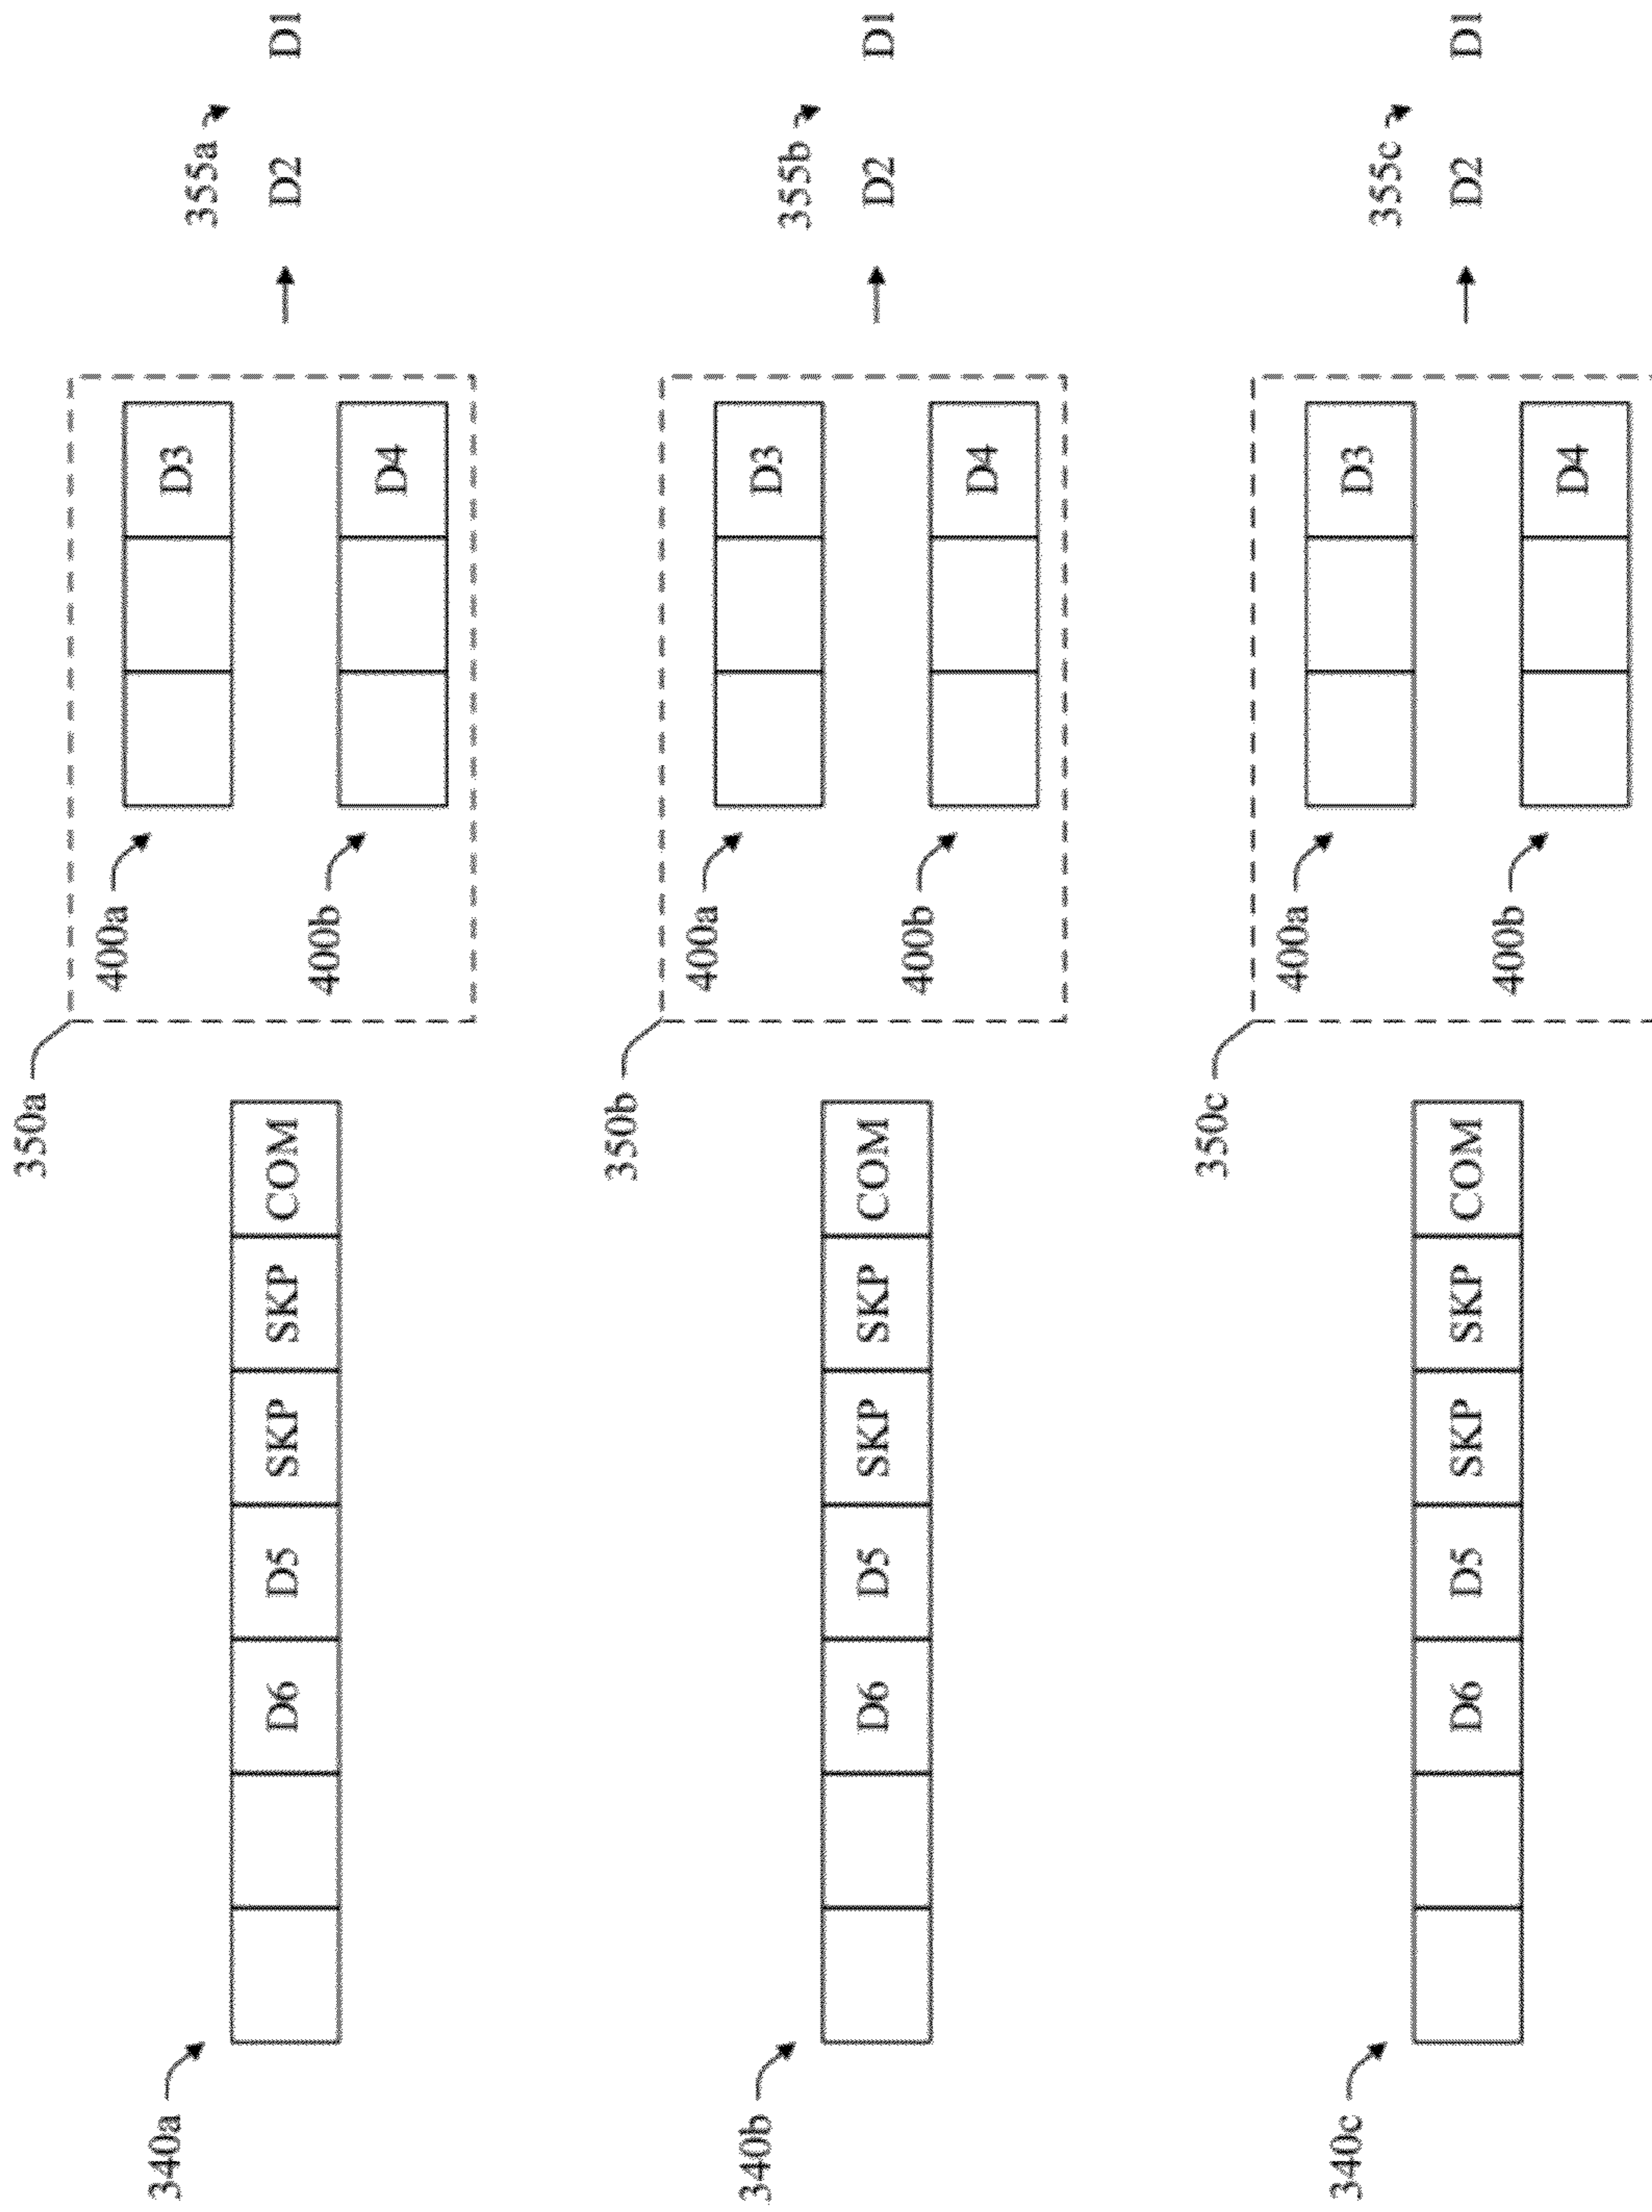 340a
D6 D5 SKP SKP COM
350a
400a
D3
400b
D4
355a
D2 D1
340b
D6 D5 SKP SKP COM
350b
400a
D3
400b
D4
355b
D2 D1
340c
D6 D5 SKP SKP COM
350c
400a
D3
400b
D4
355c
D2 D1